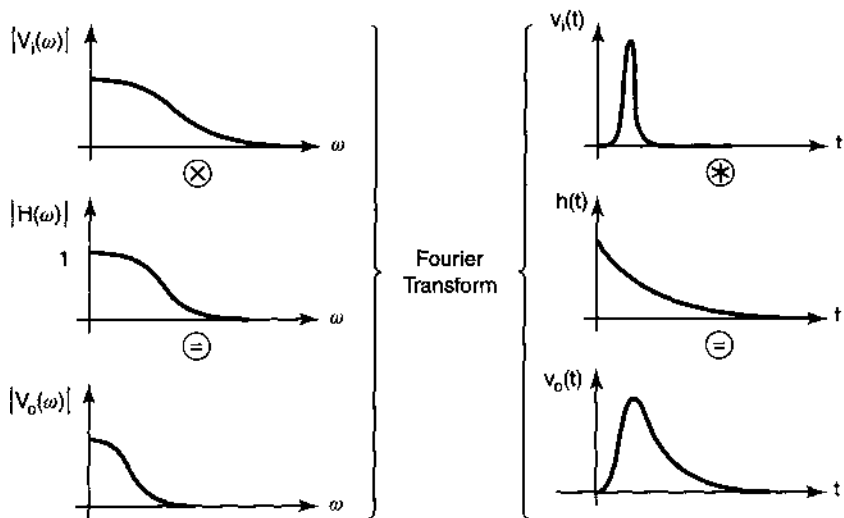 |Vᵢ(ω)|
ω
⊗
|H(ω)|
1
ω
=
|Vₒ(ω)|
ω
Fourier
Transform
vᵢ(t)
t
✱
h(t)
t
=
vₒ(t)
t